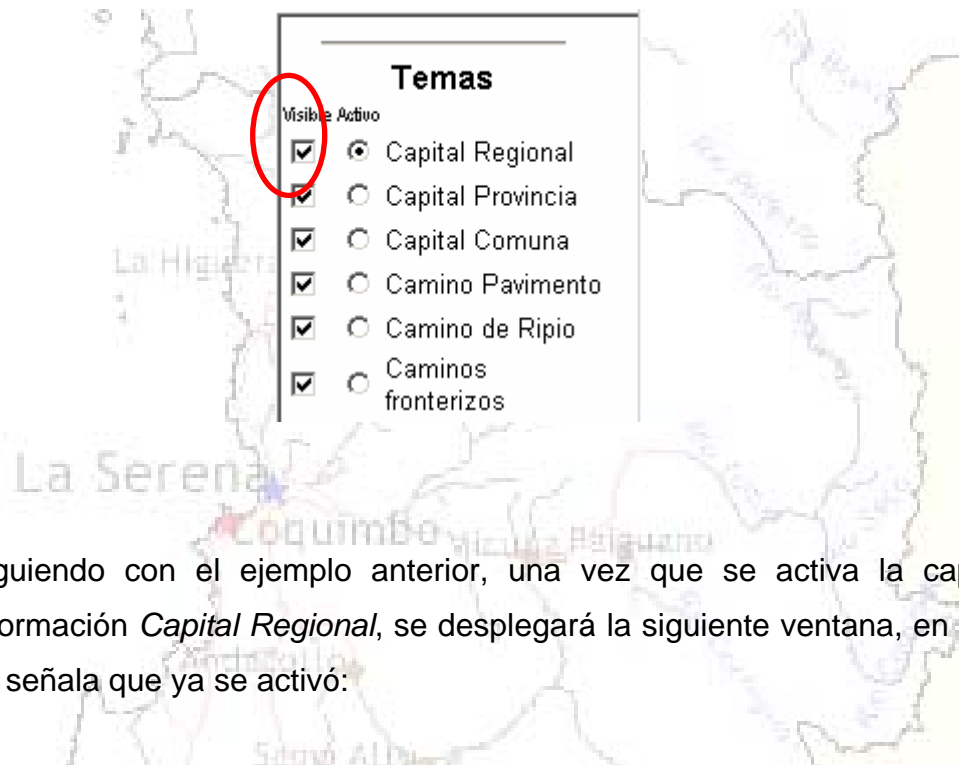 Temas
Visible Activo
Capital Regional
Capital Provincia
Capital Comuna
Camino Pavimento
Camino de Ripio
Caminos
fronterizos
La Higuera
La Serena
Coquimbo
Vicuña Paiguano
guiendo con el ejemplo anterior, una vez que se activa la cap
ormación Capital Regional, se desplegará la siguiente ventana, en
señala que ya se activó:
Andacollo